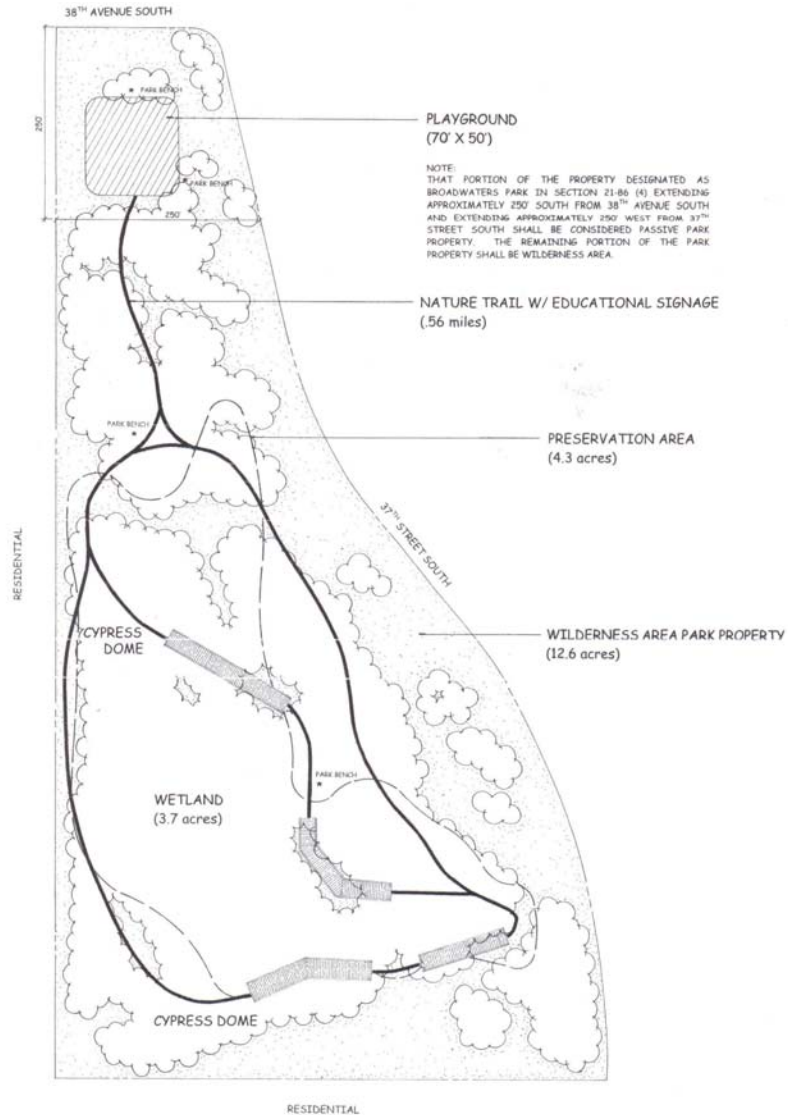 38TH AVENUE SOUTH
PARK BENCH
250'
PLAYGROUND
(70' X 50')
PARK BENCH
NOTE:
THAT PORTION OF THE PROPERTY DESIGNATED AS
BROADWATERS PARK IN SECTION 21-86 (4) EXTENDING
APPROXIMATELY 250' SOUTH FROM 38TH AVENUE SOUTH
AND EXTENDING APPROXIMATELY 250' WEST FROM 37TH
STREET SOUTH SHALL BE CONSIDERED PASSIVE PARK
PROPERTY. THE REMAINING PORTION OF THE PARK
PROPERTY SHALL BE WILDERNESS AREA.
250'
NATURE TRAIL W/ EDUCATIONAL SIGNAGE
(.56 miles)
PARK BENCH
PRESERVATION AREA
(4.3 acres)
37TH STREET SOUTH
RESIDENTIAL
CYPRESS
DOME
WILDERNESS AREA PARK PROPERTY
(12.6 acres)
PARK BENCH
WETLAND
(3.7 acres)
CYPRESS DOME
RESIDENTIAL